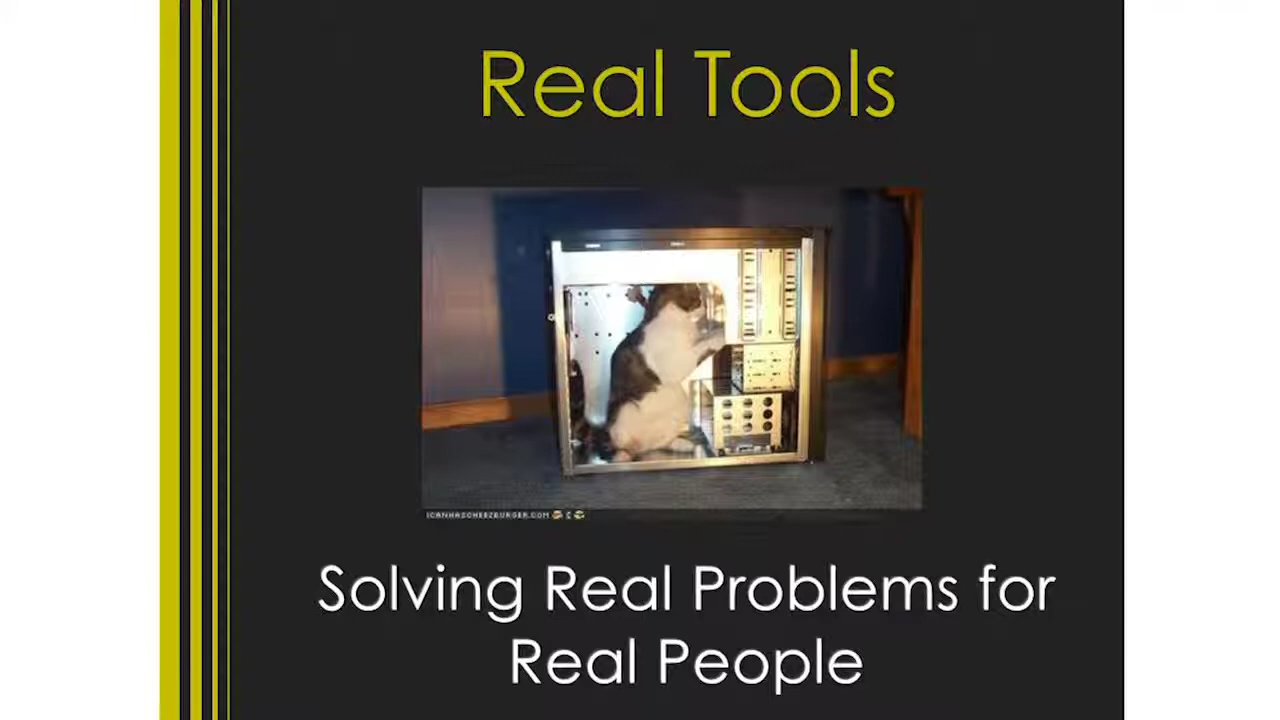 Real Tools
ICANHASCHEEZBURGER.COM
Solving Real Problems for
Real People